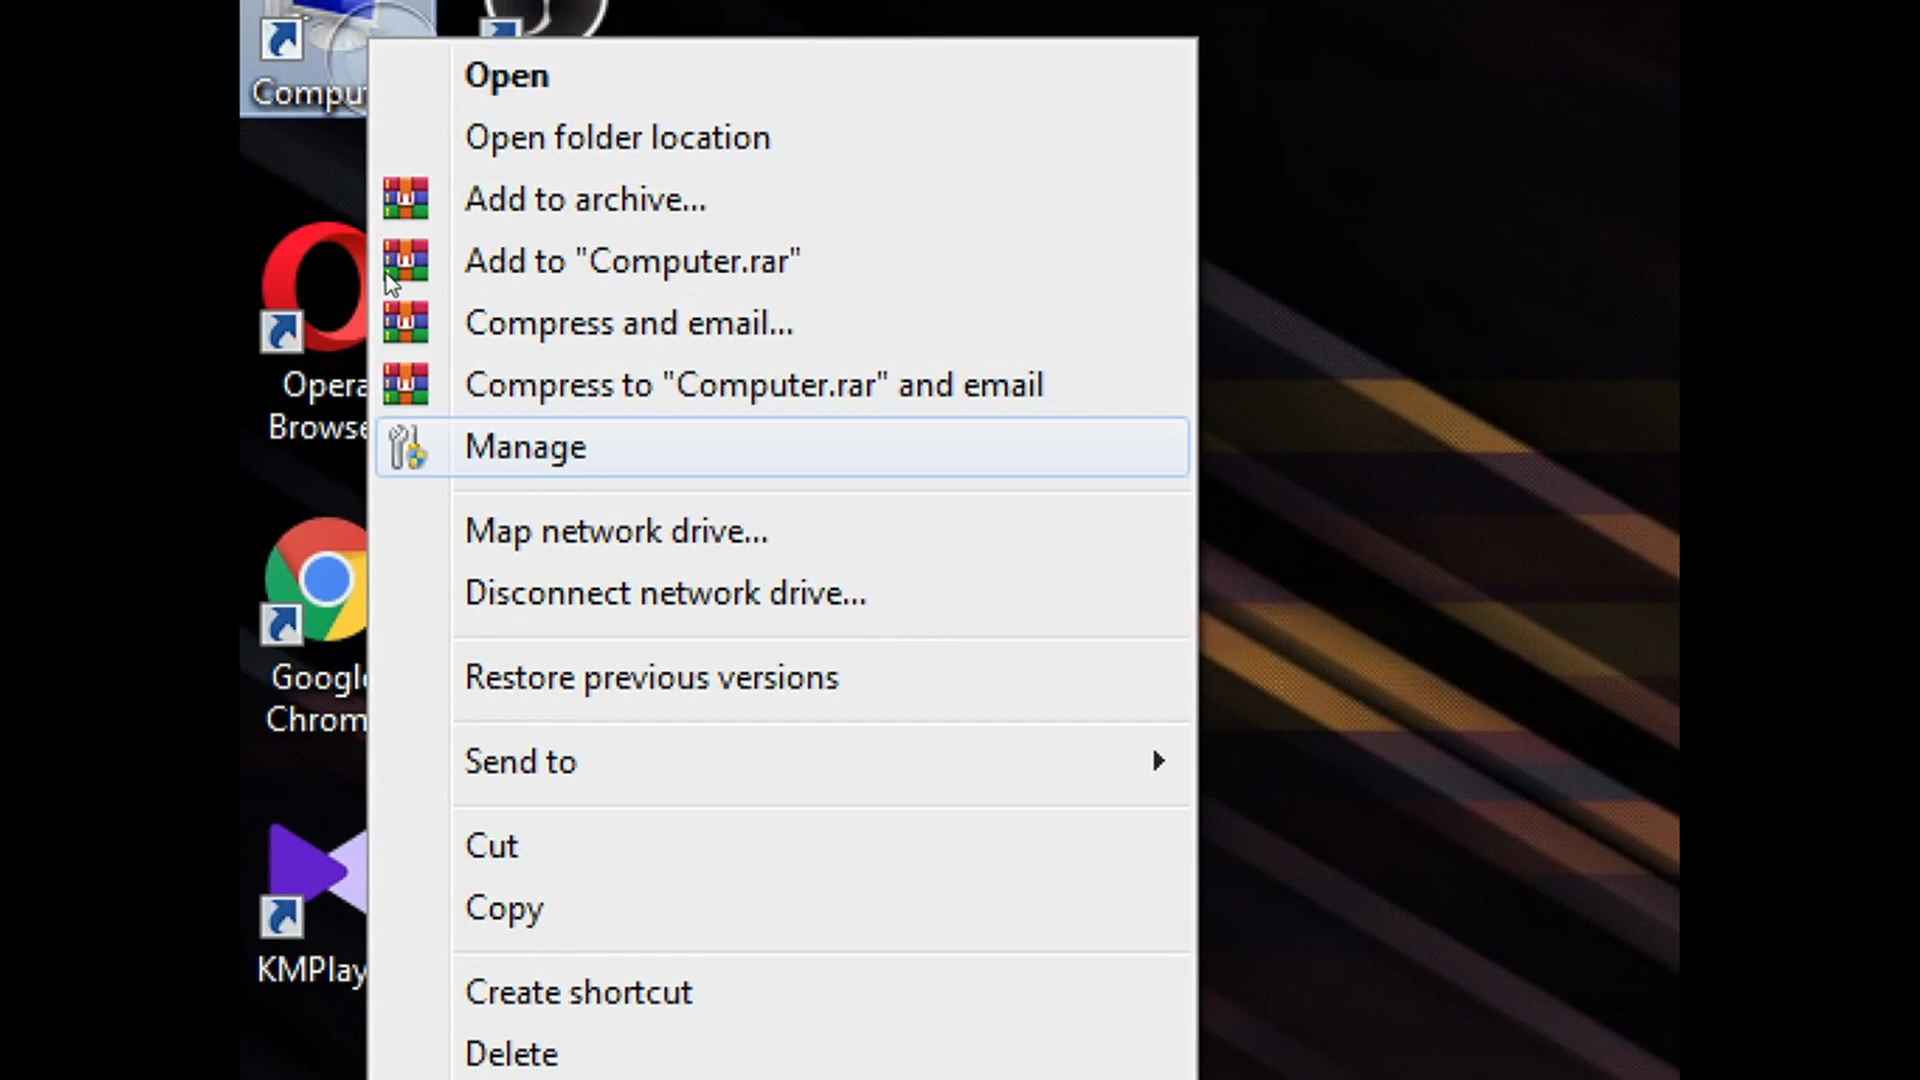 Open
Open folder location
Add to archive...
Add to "Computer.rar"
Compress and email...
Compress to "Computer.rar" and email
Manage
Map network drive...
Disconnect network drive...
Restore previous versions
Send to
Cut
Copy
Create shortcut
Delete
Comput
Opera
Browse
Google
Chrom
KMPlay